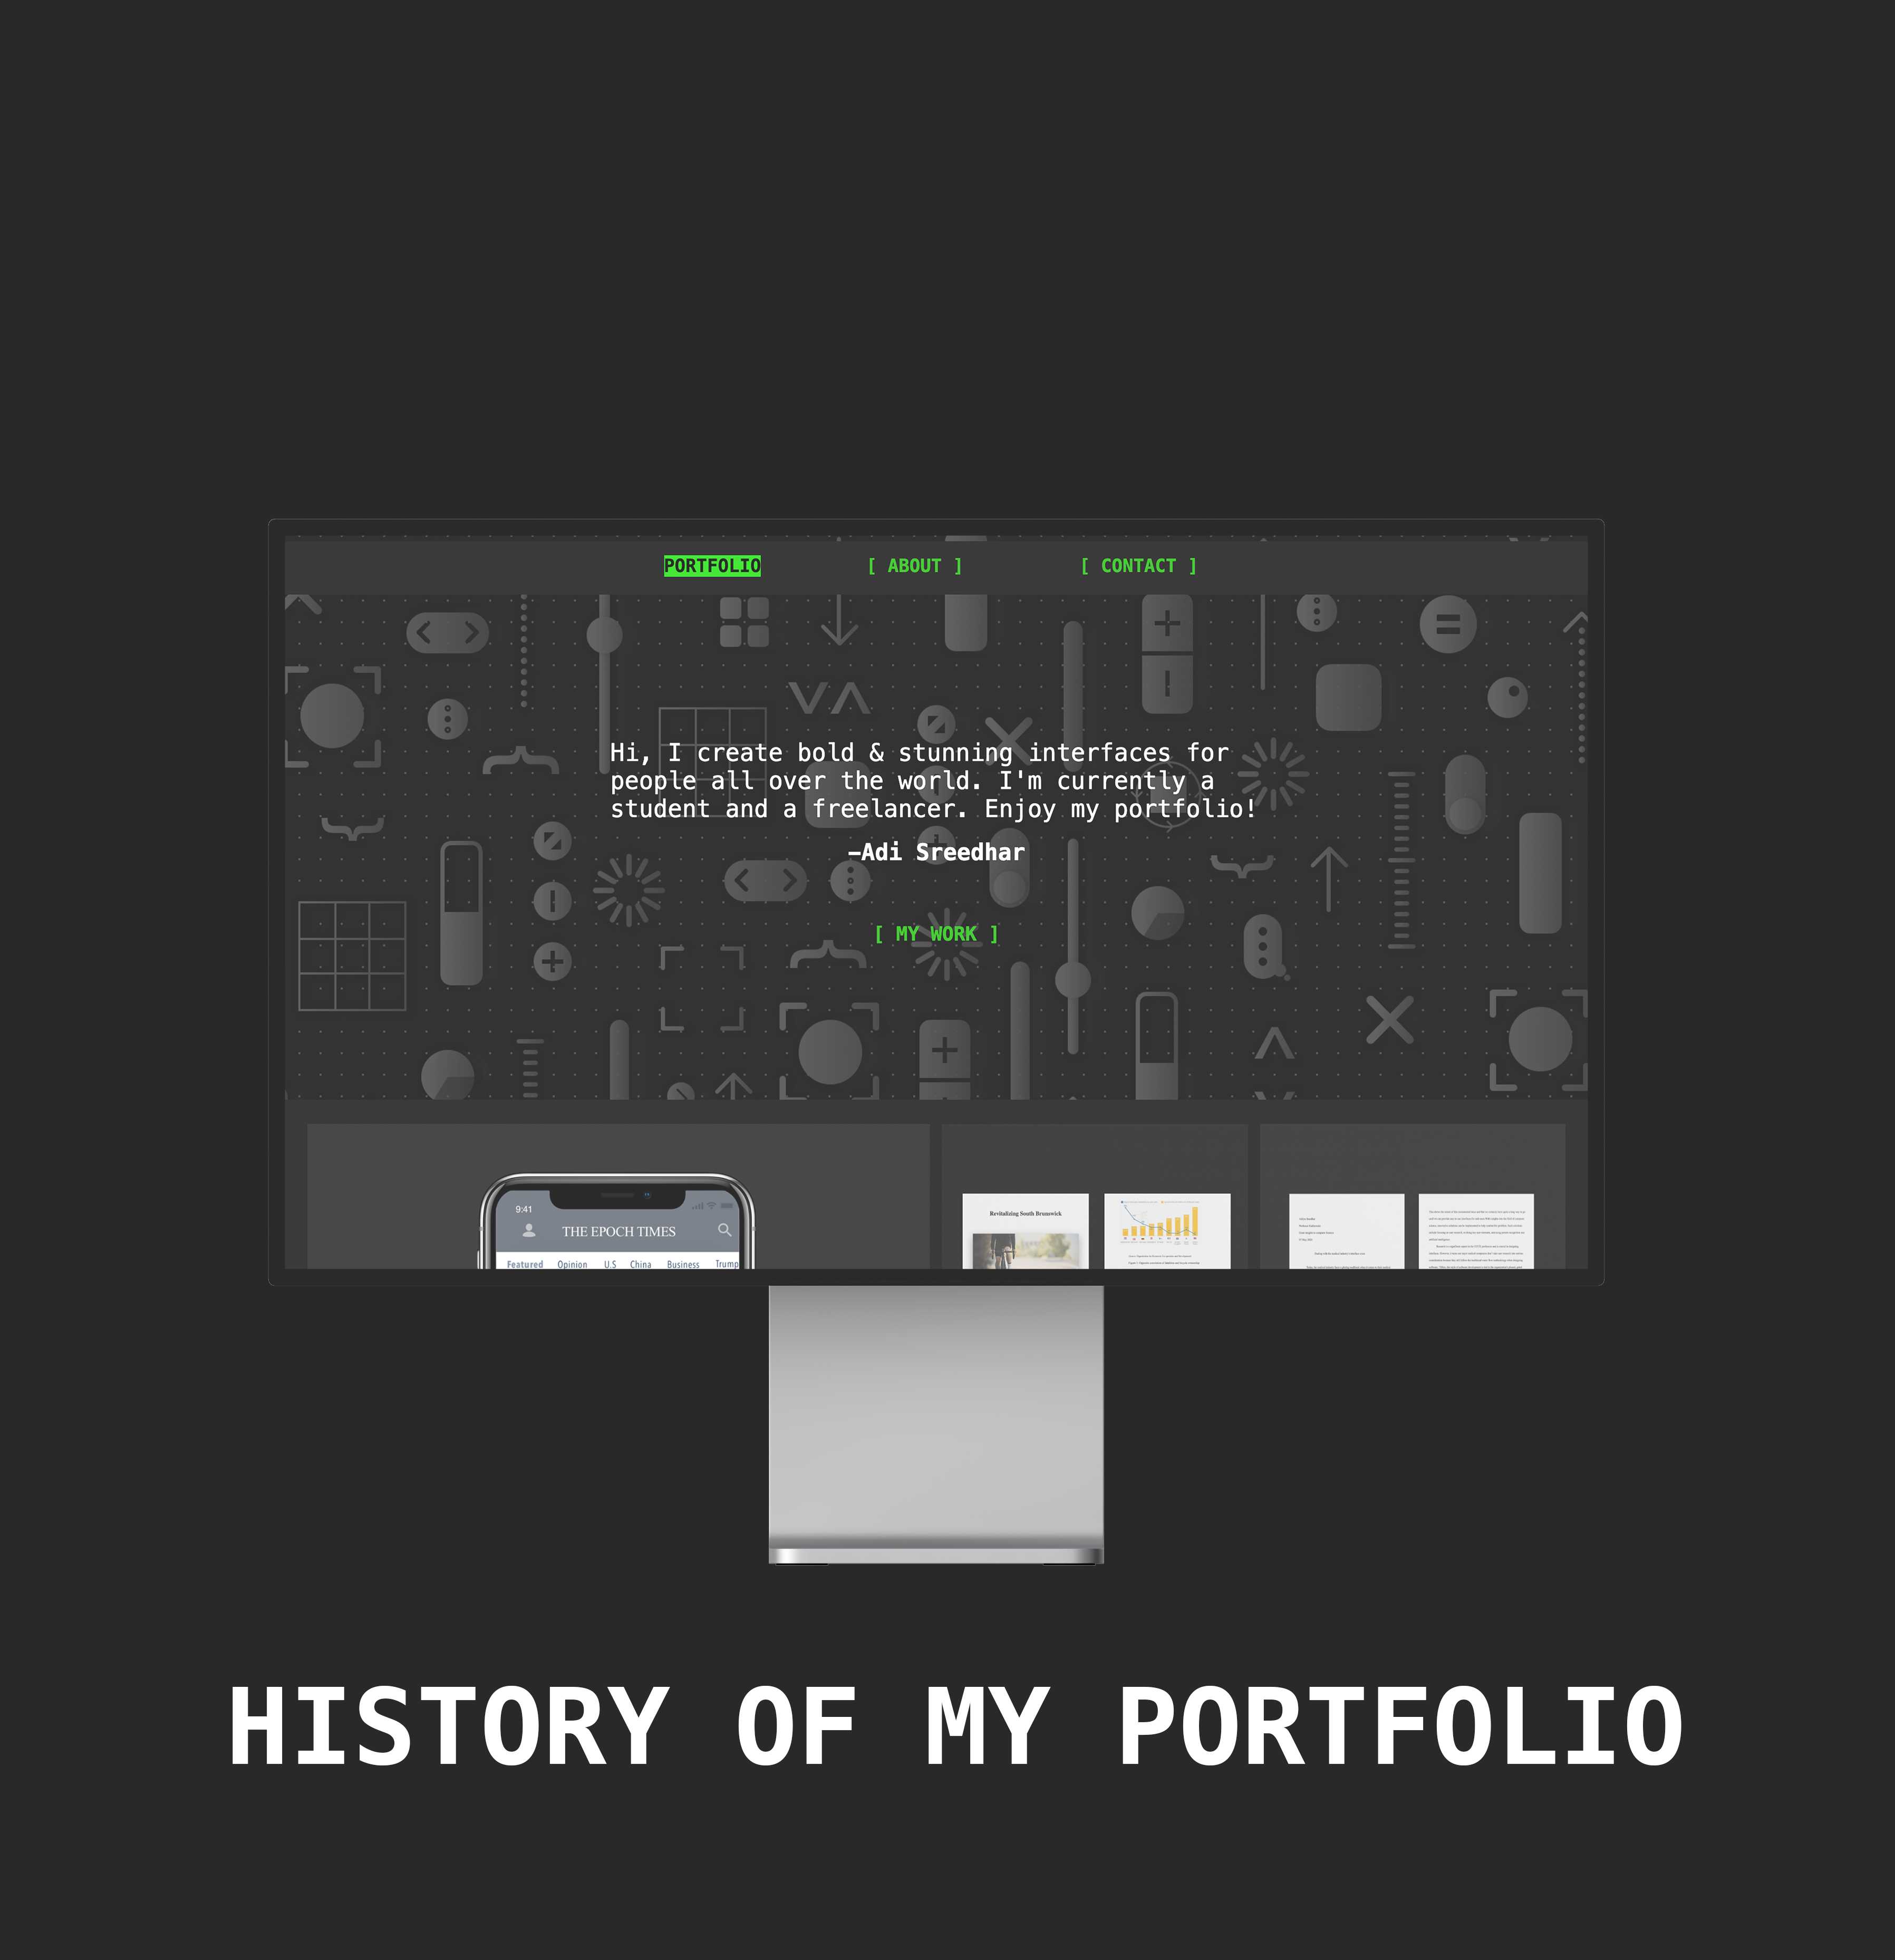 PORTFOLIO [ ABOUT ] [ CONTACT ]
Hi, I create bold & stunning interfaces for
people all over the world. I'm currently a
student and a freelancer. Enjoy my portfolio!
—Adi Sreedhar
[ MY WORK ]
9:41
THE EPOCH TIMES
Featured Opinion U.S China Business Trump
Revitalizing South Brunswick
HISTORY OF MY PORTFOLIO